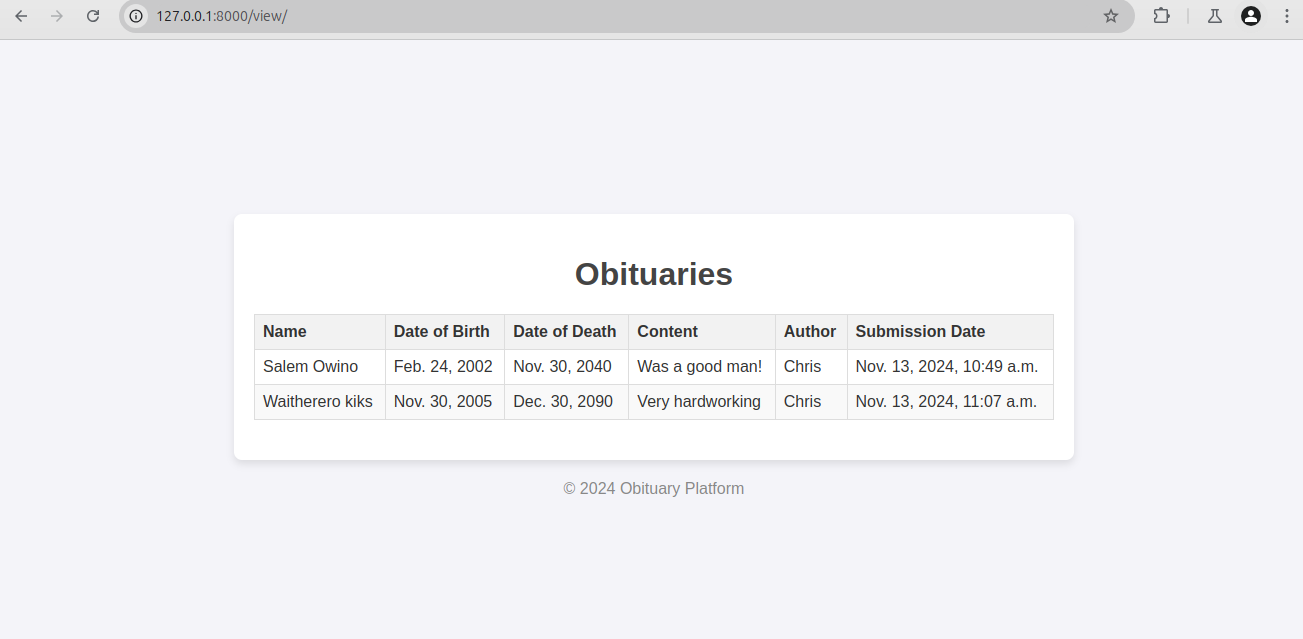 127.0.0.1:8000/view/
Obituaries
Name Date of Birth Date of Death Content Author Submission Date
Salem Owino Feb. 24, 2002 Nov. 30, 2040 Was a good man! Chris Nov. 13, 2024, 10:49 a.m.
Waitherero kiks Nov. 30, 2005 Dec. 30, 2090 Very hardworking Chris Nov. 13, 2024, 11:07 a.m.
© 2024 Obituary Platform